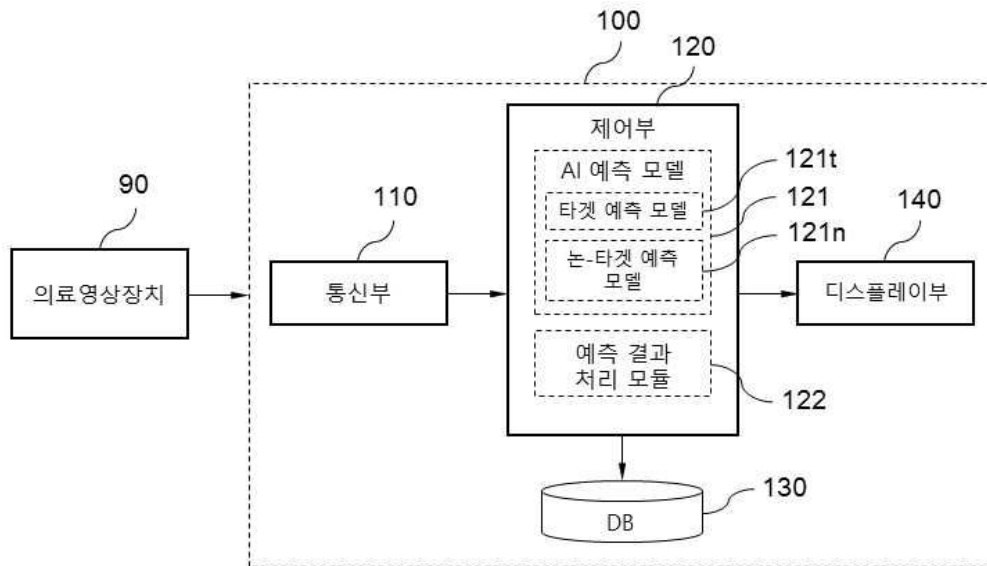 100
120
제어부
AI 예측 모델
121t
타겟 예측 모델
121
90
110
140
121n
논-타겟 예측
모델
의료영상장치
통신부
디스플레이부
예측 결과
처리 모듈
122
130
DB